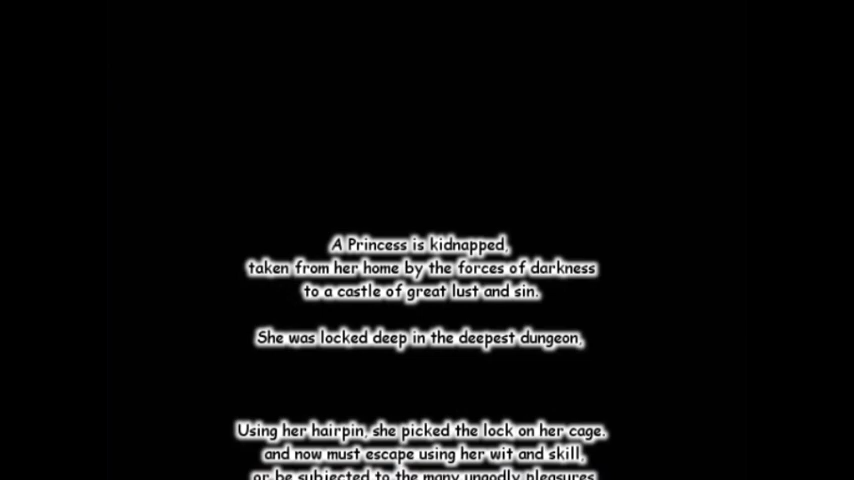 A Princess is kidnapped,
taken from her home by the forces of darkness
to a castle of great lust and sin.
She was locked deep in the deepest dungeon,
Using her hairpin, she picked the lock on her cage.
and now must escape using her wit and skill,
or be subjected to the many ungodly pleasures